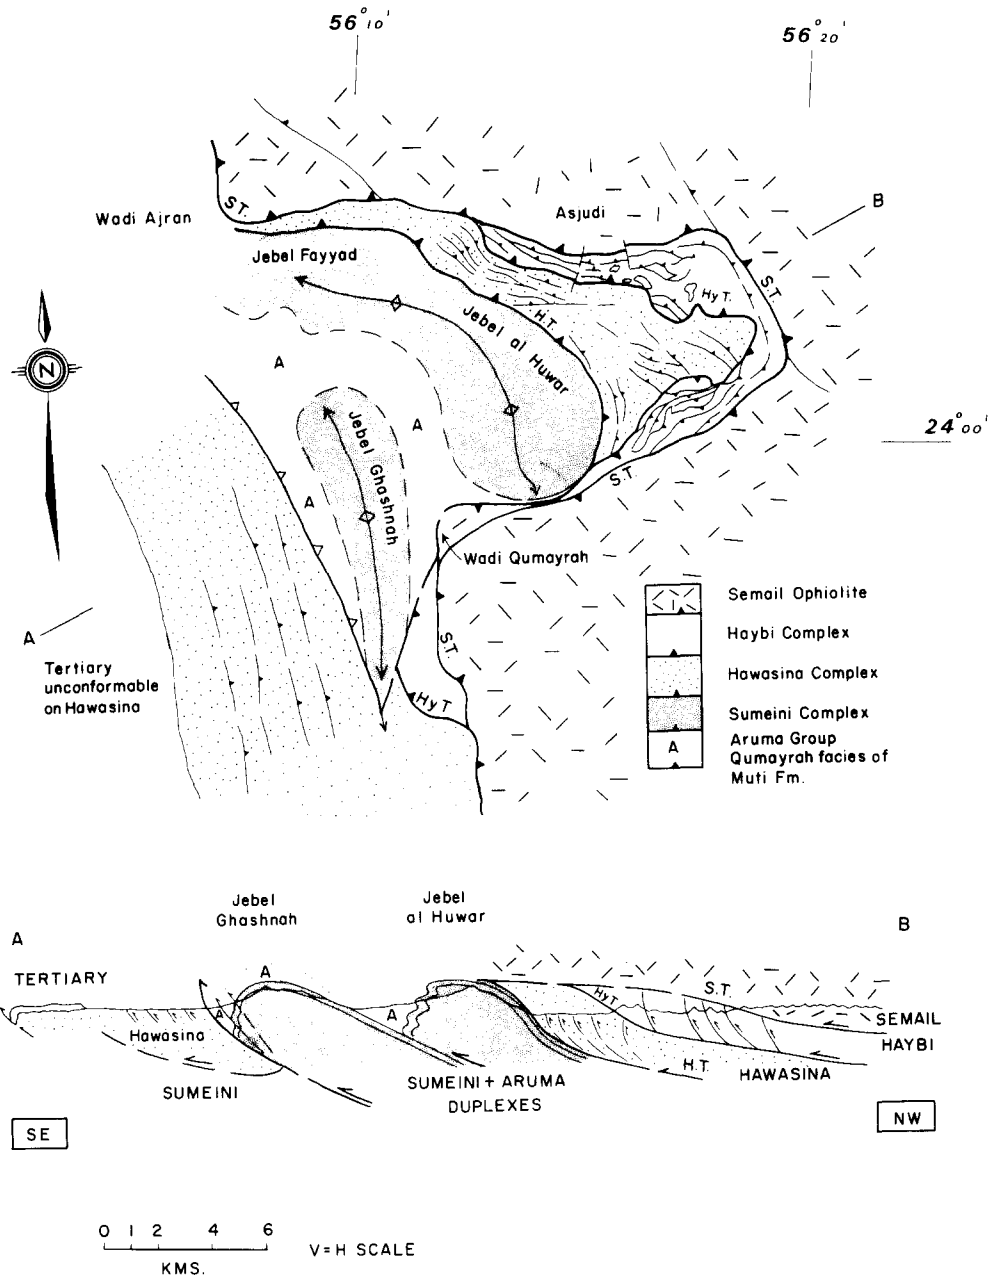 56° 10'
56° 20'
Wadi Ajran
S.T.
Asjudi
B
Jebel Fayyad
S.T.
Hy T.
H.T.
Jebel al Huwar
A
N
Jebel Ghashnah
A
24° 00'
A
S.T.
Wadi Qumayrah
A
S.T.
Hy T
Tertiary
unconformable
on Hawasina
Semail Ophiolite
Haybi Complex
Hawasina Complex
Sumeini Complex
A
Aruma Group
Qumayrah facies of
Muti Fm.
Jebel
Ghashnah
Jebel
al Huwar
A
B
A
TERTIARY
HyT.
S.T.
A
A
SEMAIL
Hawasina
HAYBI
H.T.
HAWASINA
SUMEINI
SUMEINI + ARUMA
DUPLEXES
SE
NW
0 1 2 4 6
KMS.
V=H SCALE